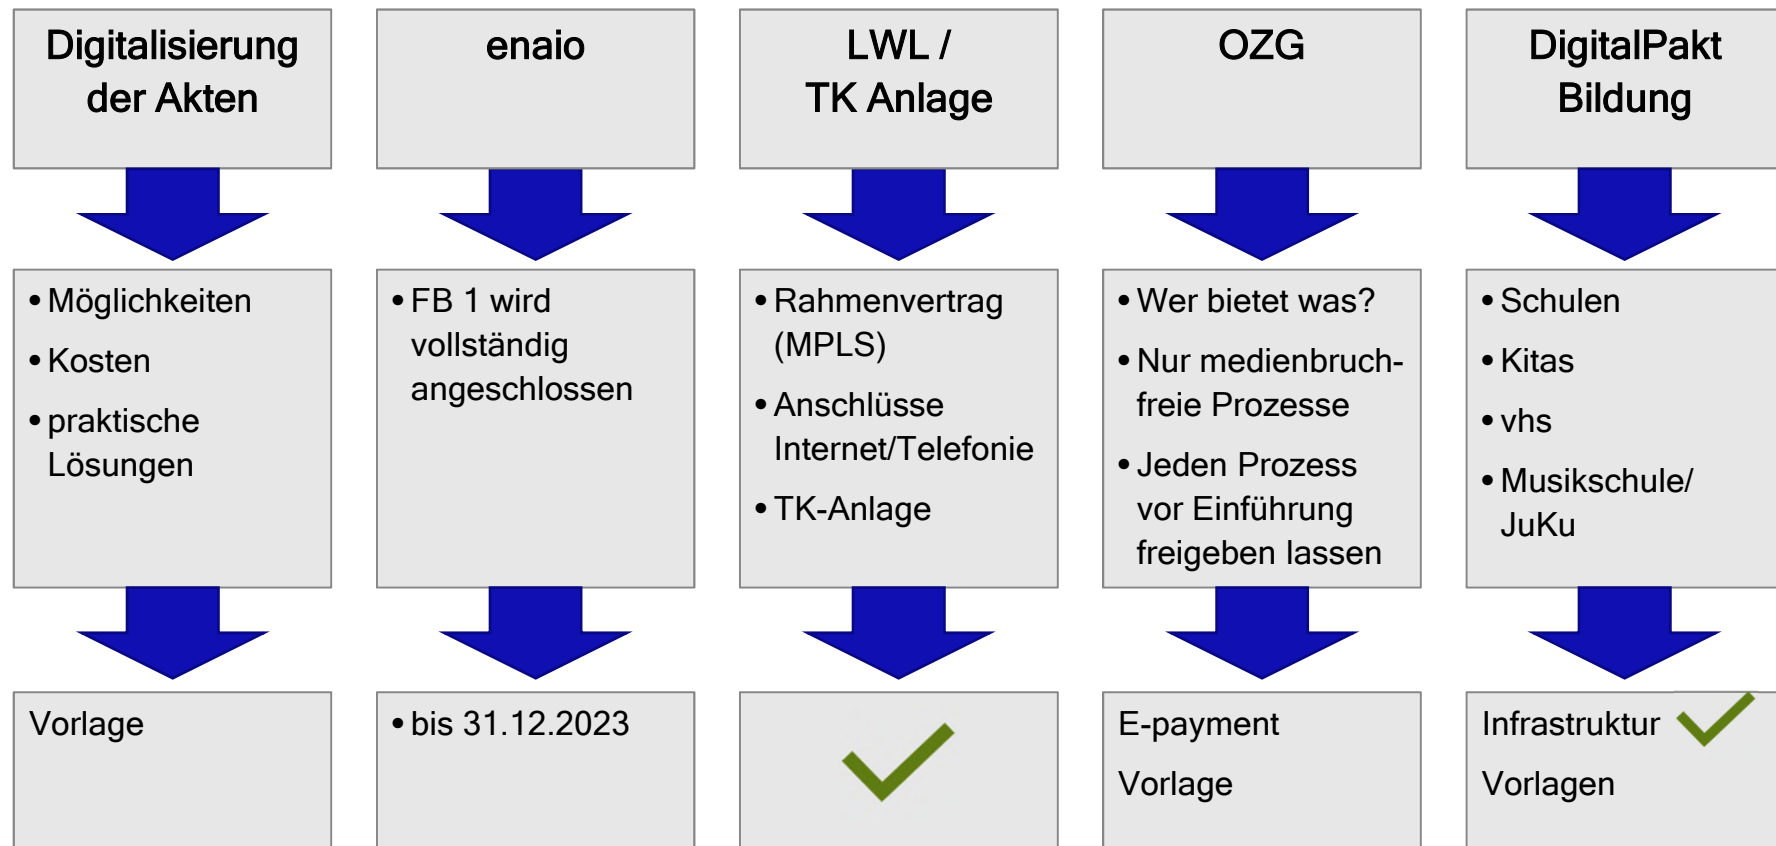 Digitalisierung
der Akten
enaio
LWL /
TK Anlage
OZG
DigitalPakt
Bildung
• Möglichkeiten
• Kosten
• praktische
Lösungen
• FB 1 wird
vollständig
angeschlossen
• Rahmenvertrag
(MPLS)
• Anschlüsse
Internet/Telefonie
• TK-Anlage
• Wer bietet was?
• Nur medienbruch-
freie Prozesse
• Jeden Prozess
vor Einführung
freigeben lassen
• Schulen
• Kitas
• vhs
• Musikschule/
JuKu
Vorlage
• bis 31.12.2023
E-payment
Vorlage
Infrastruktur
Vorlagen